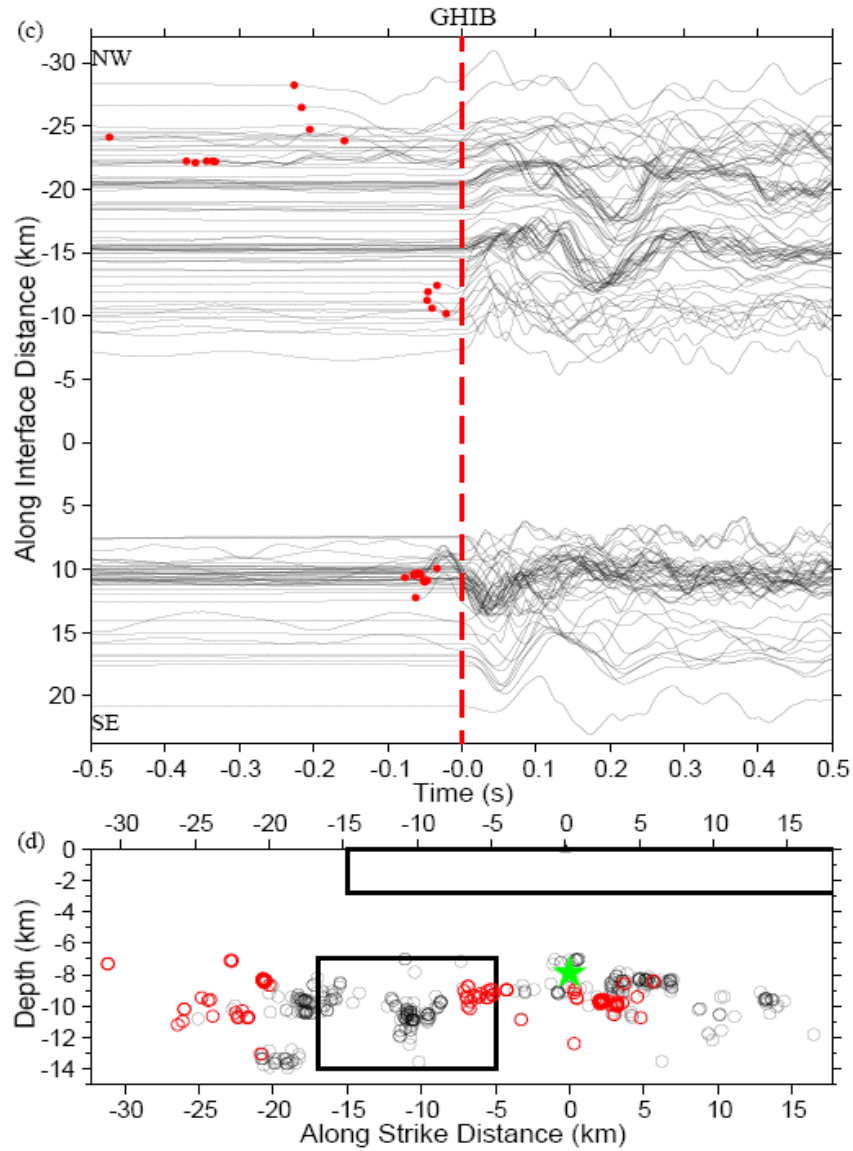 GHIB
(c)
NW
-30
-25
-20
-15
-10
-5
0
5
10
15
20
Along Interface Distance (km)
SE
-0.5 -0.4 -0.3 -0.2 -0.1 -0.0 0.1 0.2 0.3 0.4 0.5
Time (s)
(d)
-30 -25 -20 -15 -10 -5 0 5 10 15
0
-2
-4
-6
-8
-10
-12
-14
Depth (km)
-30 -25 -20 -15 -10 -5 0 5 10 15
Along Strike Distance (km)